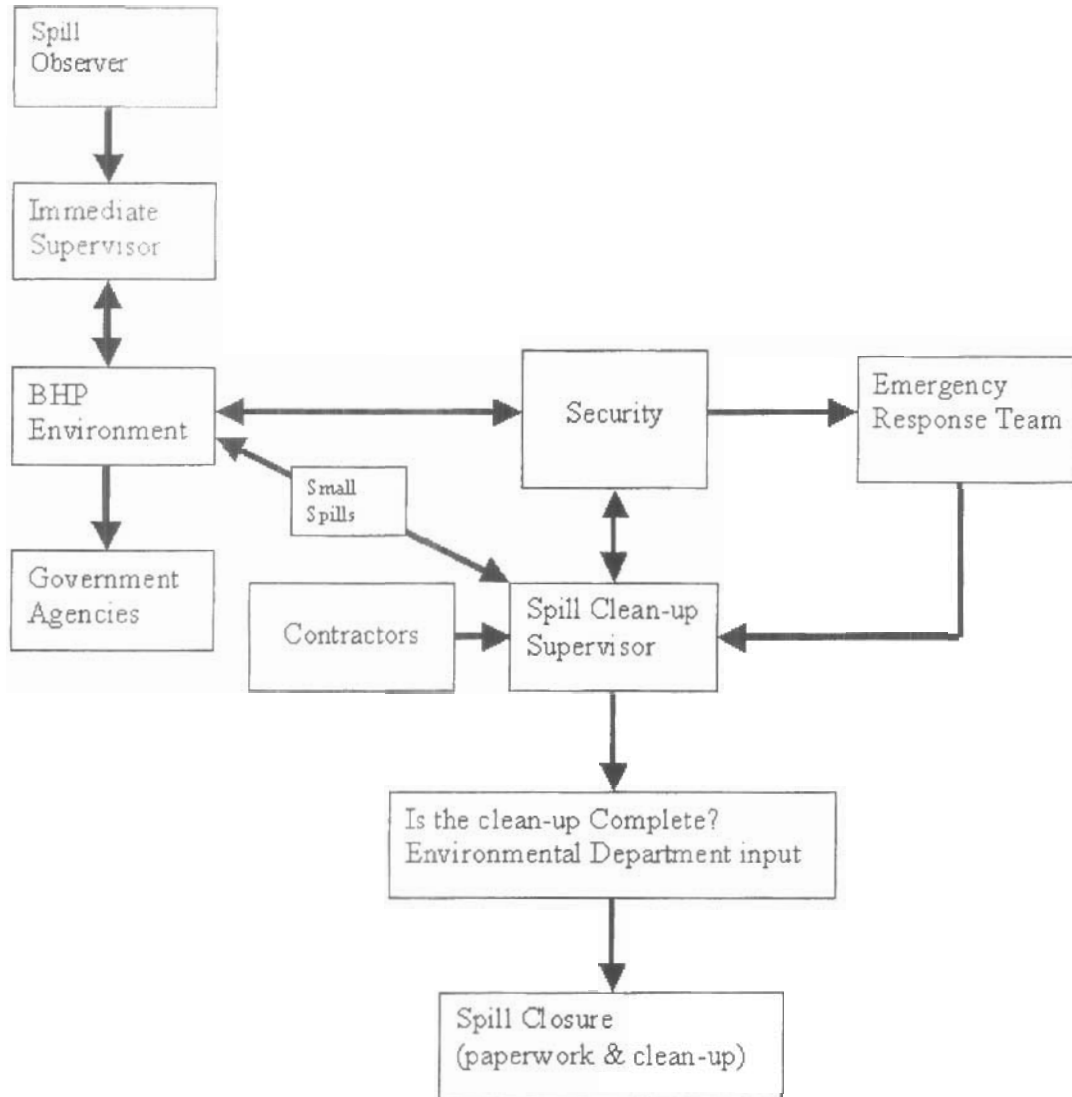 Spill
Observer
Immediate
Supervisor
BHP
Environment
Security
Emergency
Response Team
Small
Spills
Government
Agencies
Contractors
Spill Clean-up
Supervisor
Is the clean-up Complete?
Environmental Department input
Spill Closure
(paperwork & clean-up)